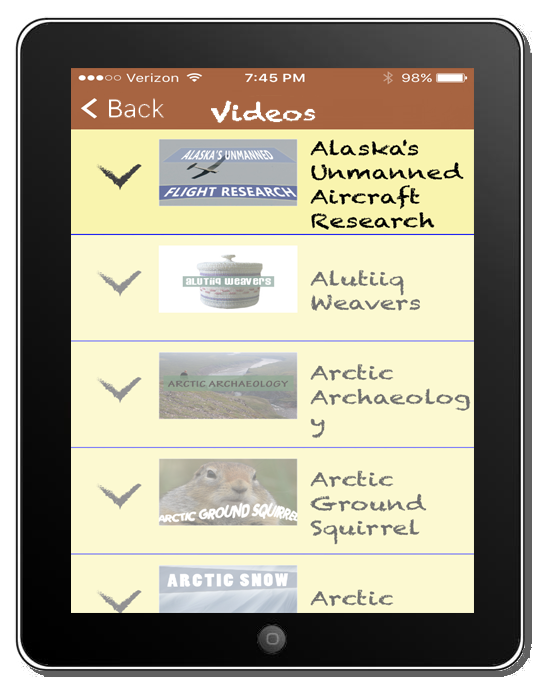 Verizon 7:45 PM 98%
Back Videos
ALASKA'S UNMANNED
FLIGHT RESEARCH
Alaska's
Unmanned
Aircraft
Research
ALUTIIQ WEAVERS
Alutiiq
Weavers
ARCTIC ARCHAEOLOGY
Arctic
Archaeolog
y
ARCTIC GROUND SQUIRREL
Arctic
Ground
Squirrel
ARCTIC SNOW
Arctic